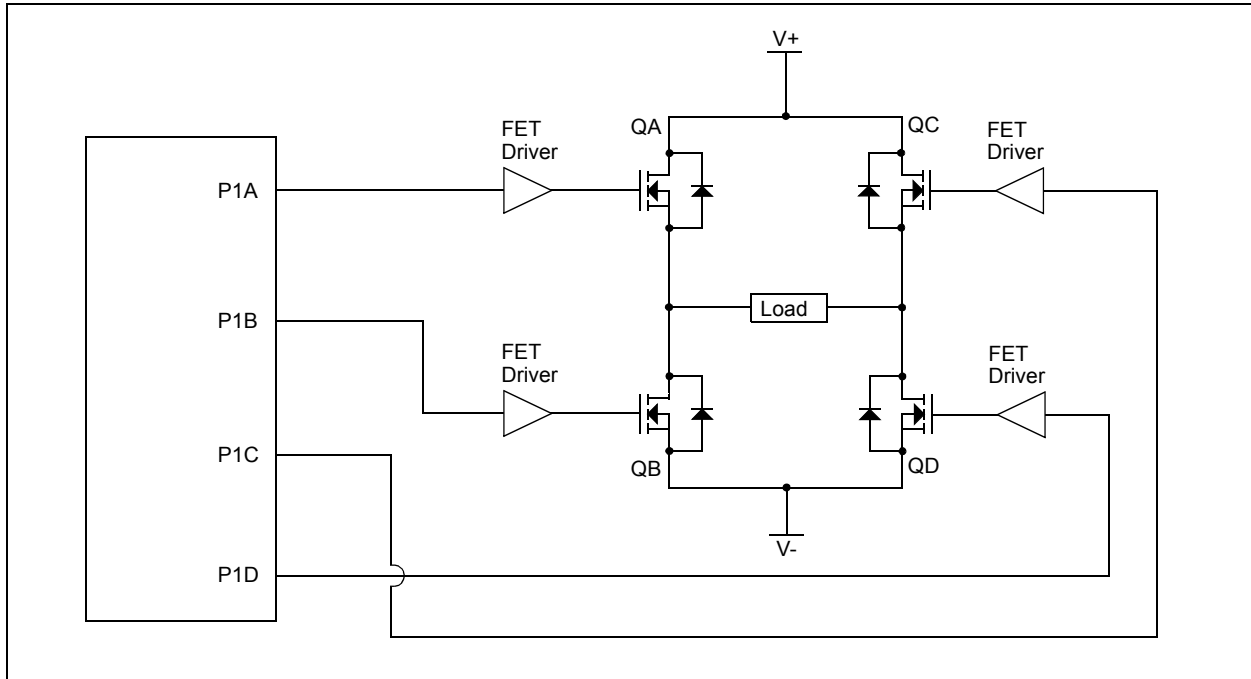 V+
QA
QC
FET
Driver
FET
Driver
P1A
P1B
Load
FET
Driver
FET
Driver
P1C
QB
QD
V-
P1D